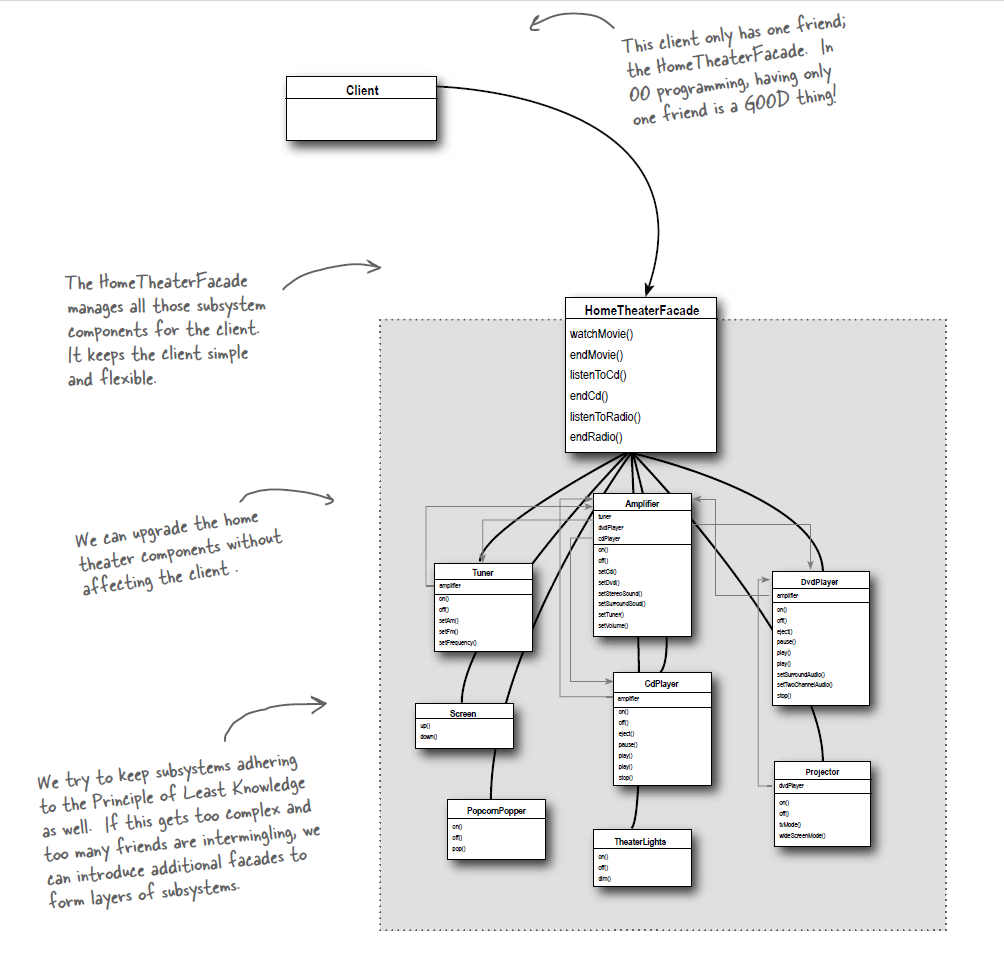 This client only has one friend;
the HomeTheaterFacade. In
OO programming, having only
one friend is a GOOD thing!
Client
The HomeTheaterFacade
manages all those subsystem
components for the client.
It keeps the client simple
and flexible.
HomeTheaterFacade
watchMovie()
endMovie()
listenToCd()
endCd()
listenToRadio()
endRadio()
We can upgrade the home
theater components without
affecting the client .
Amplifier
tuner
dvdPlayer
cdPlayer
on()
off()
setCd()
setDvd()
setStereoSound()
setSurroundSoud()
setTuner()
setVolume()
Tuner
amplifier
on()
off()
setAm()
setFm()
setFrequency()
DvdPlayer
amplifier
on()
off()
eject()
pause()
play()
play()
setSurroundAudio()
setTwoChannelAudio()
stop()
Screen
up()
down()
CdPlayer
amplifier
on()
off()
eject()
pause()
play()
play()
stop()
We try to keep subsystems adhering
to the Principle of Least Knowledge
as well. If this gets too complex and
too many friends are intermingling, we
can introduce additional facades to
form layers of subsystems.
PopcornPopper
on()
off()
pop()
TheaterLights
on()
off()
dim()
Projector
dvdPlayer
on()
off()
tvMode()
wideScreenMode()